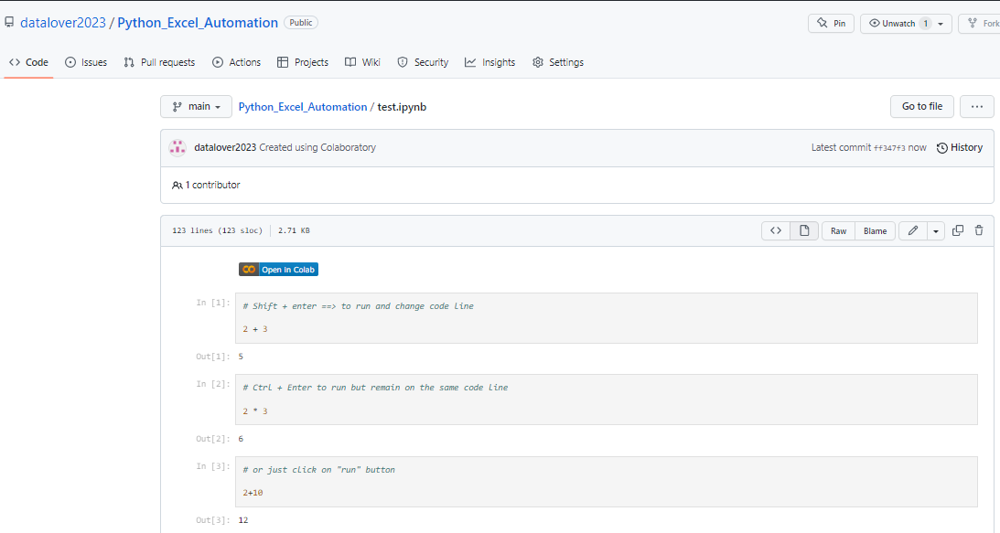 datalover2023 / Python_Excel_Automation Public
Pin
Unwatch 1
Fork
Code Issues Pull requests Actions Projects Wiki Security Insights Settings
main Python_Excel_Automation / test.ipynb Go to file ...
datalover2023 Created using Colaboratory Latest commit ff347f3 now History
1 contributor
123 lines (123 sloc) 2.71 KB <> Raw Blame
Open in Colab
In [1]: # Shift + enter ==> to run and change code line
2 + 3
Out[1]: 5
In [2]: # Ctrl + Enter to run but remain on the same code line
2 * 3
Out[2]: 6
In [3]: # or just click on "run" button
2+10
Out[3]: 12